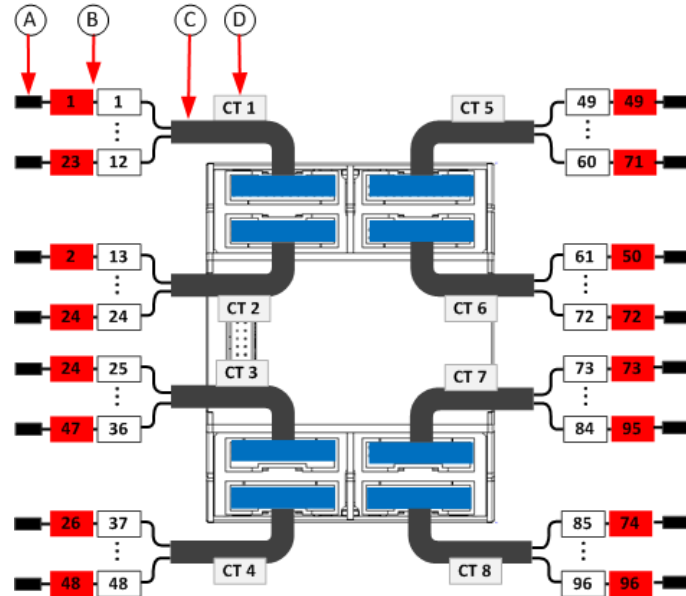 A B C D
1 1 CT 1 CT 5 49 49
23 12 60 71
2 13 61 50
24 24 CT 2 CT 6 72 72
24 25 CT 3 CT 7 73 73
47 36 84 95
26 37 85 74
48 48 CT 4 CT 8 96 96